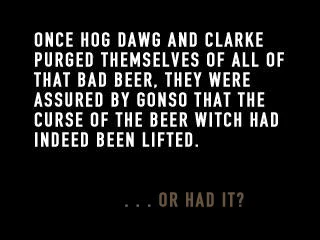 ONCE HOG DAWG AND CLARKE
PURGED THEMSELVES OF ALL OF
THAT BAD BEER, THEY WERE
ASSURED BY GONSO THAT THE
CURSE OF THE BEER WITCH HAD
INDEED BEEN LIFTED.
. . . OR HAD IT?